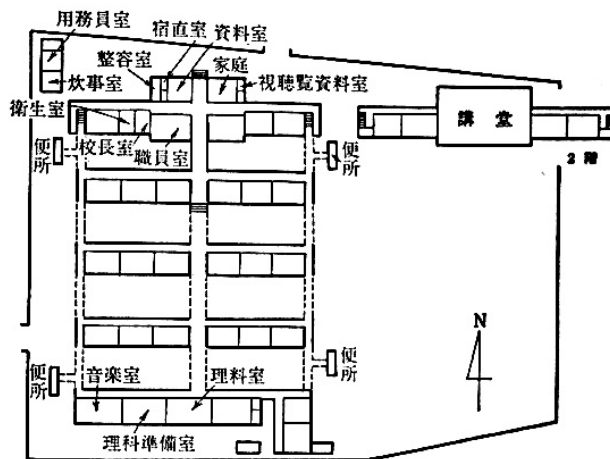 用務員室
炊事室
宿直室
資料室
整容室
家庭
視聴覧資料室
衛生室
校長室
職員室
講堂
2階
便所
便所
N
便所
便所
音楽室
理料室
理科準備室